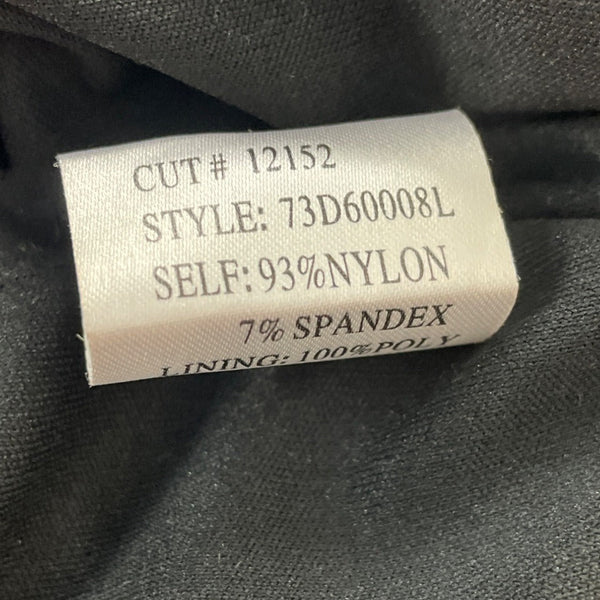 CUT # 12152
STYLE: 73D60008L
SELF: 93%NYLON
7% SPANDEX
LINING: 100%POLY